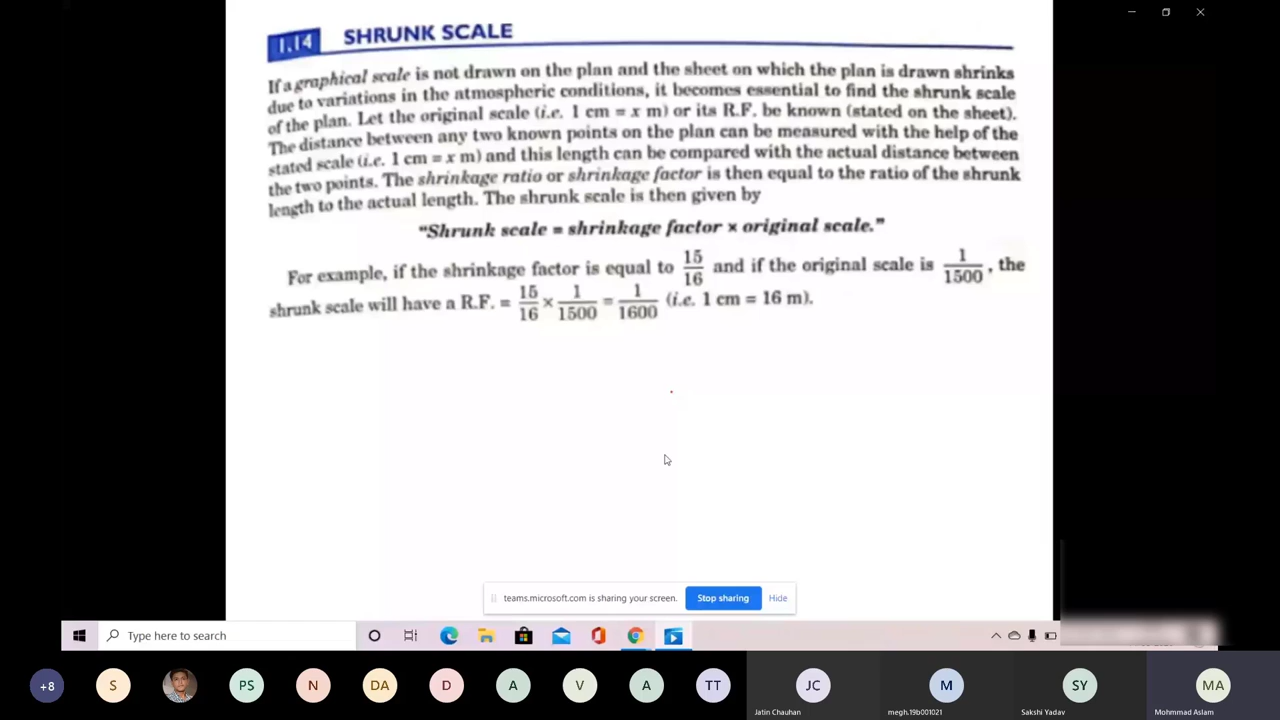 1.14 SHRUNK SCALE
If a graphical scale is not drawn on the plan and the sheet on which the plan is drawn shrinks
due to variations in the atmospheric conditions, it becomes essential to find the shrunk scale
of the plan. Let the original scale (i.e. 1 cm = x m) or its R.F. be known (stated on the sheet).
The distance between any two known points on the plan can be measured with the help of the
stated scale (i.e. 1 cm = x m) and this length can be compared with the actual distance between
the two points. The shrinkage ratio or shrinkage factor is then equal to the ratio of the shrunk
length to the actual length. The shrunk scale is then given by
"Shrunk scale = shrinkage factor × original scale."
For example, if the shrinkage factor is equal to 15/16 and if the original scale is 1/1500, the
shrunk scale will have a R.F. = 15/16 × 1/1500 = 1/1600 (i.e. 1 cm = 16 m).
teams.microsoft.com is sharing your screen. Stop sharing Hide
Type here to search
+8 S PS N DA D A V A TT JC M SY MA
Jatin Chauhan megh.19b001021 Sakshi Yadav Mohmmad Aslam